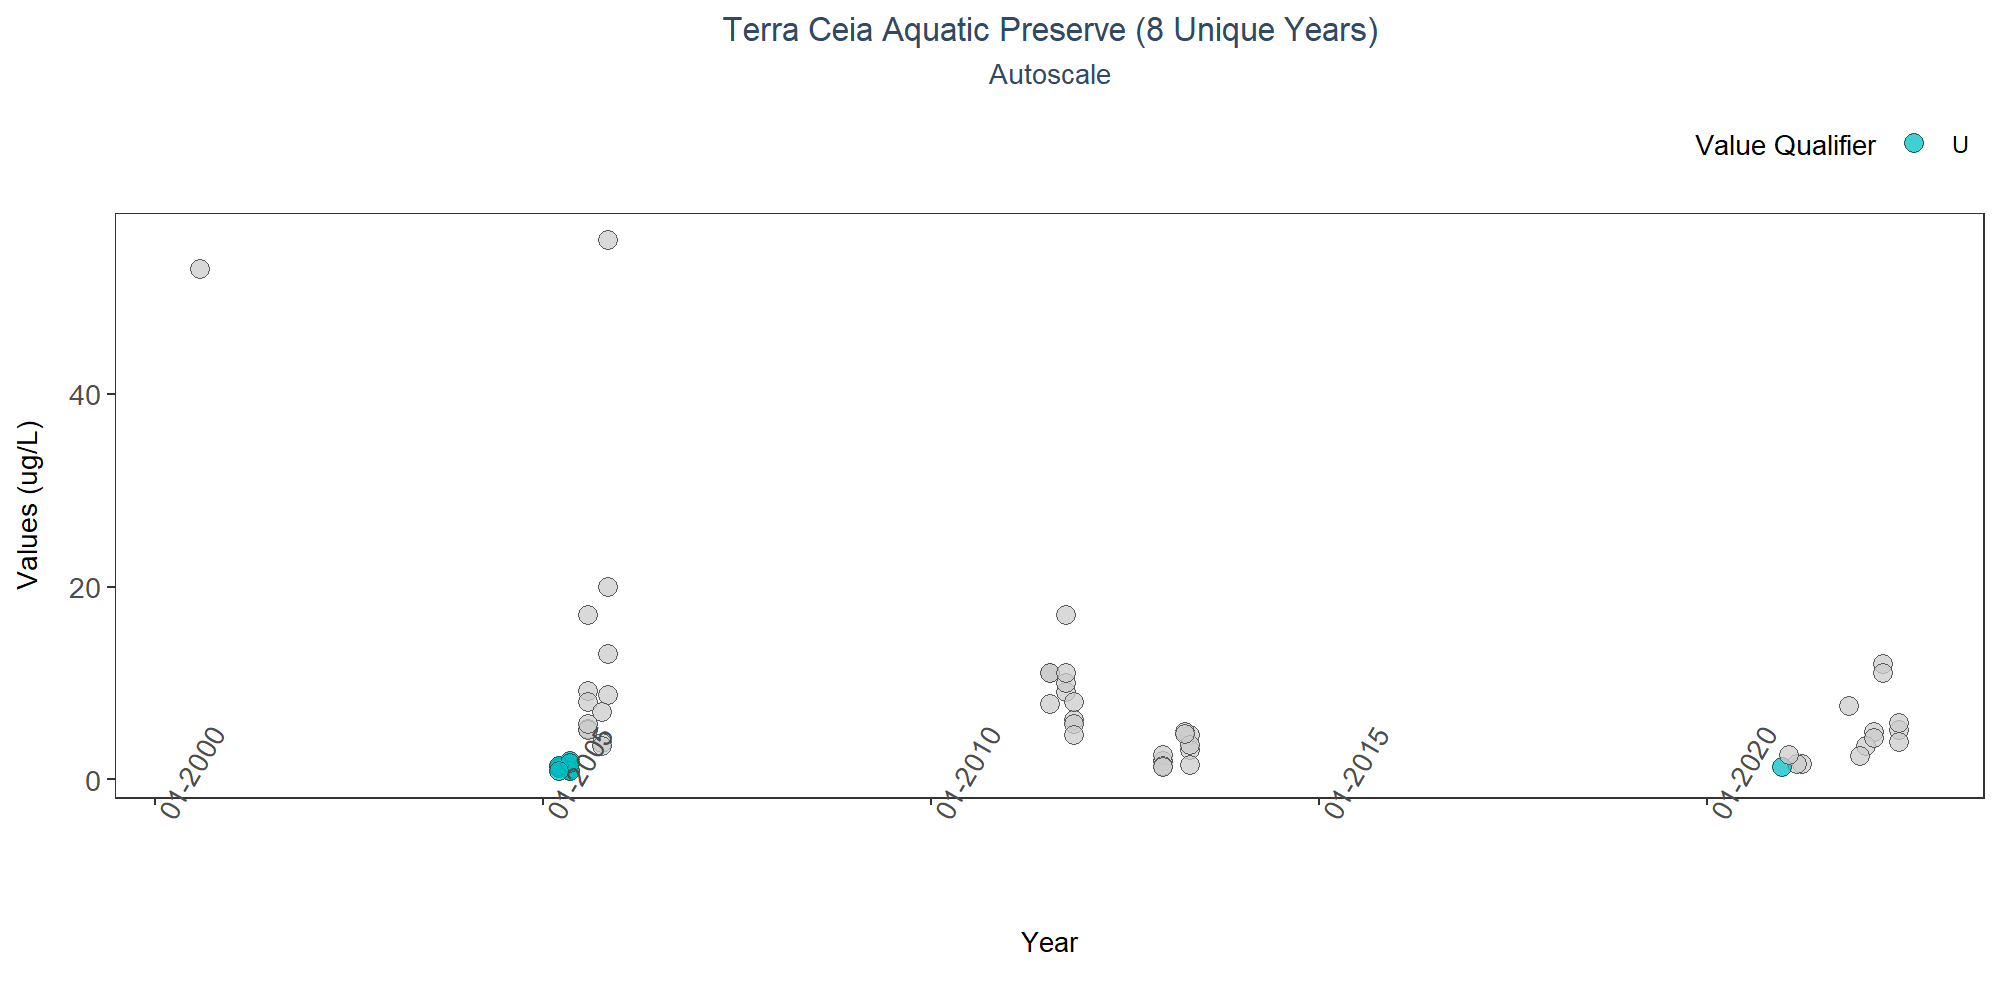 Terra Ceia Aquatic Preserve (8 Unique Years)
Autoscale
Value Qualifier U
Values (ug/L)
40
20
0
01-2000
01-2005
01-2010
01-2015
01-2020
Year